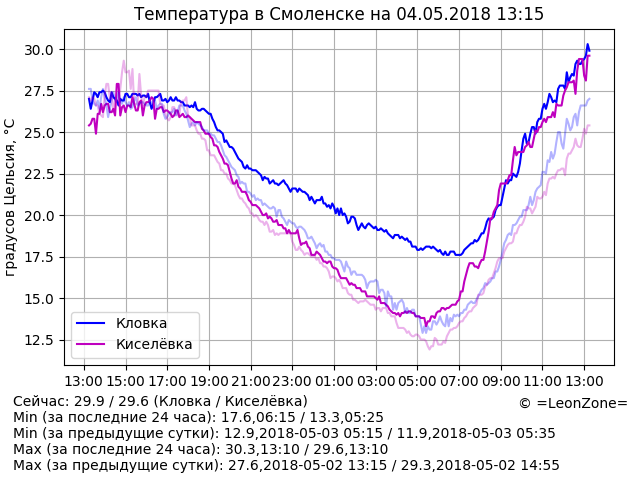 Температура в Смоленске на 04.05.2018 13:15
30.0
27.5
25.0
22.5
20.0
17.5
15.0
12.5
градусов Цельсия, °C
Кловка
Киселёвка
13:00 15:00 17:00 19:00 21:00 23:00 01:00 03:00 05:00 07:00 09:00 11:00 13:00
Сейчас: 29.9 / 29.6 (Кловка / Киселёвка)
© =LeonZone=
Min (за последние 24 часа): 17.6,06:15 / 13.3,05:25
Min (за предыдущие сутки): 12.9,2018-05-03 05:15 / 11.9,2018-05-03 05:35
Max (за последние 24 часа): 30.3,13:10 / 29.6,13:10
Max (за предыдущие сутки): 27.6,2018-05-02 13:15 / 29.3,2018-05-02 14:55